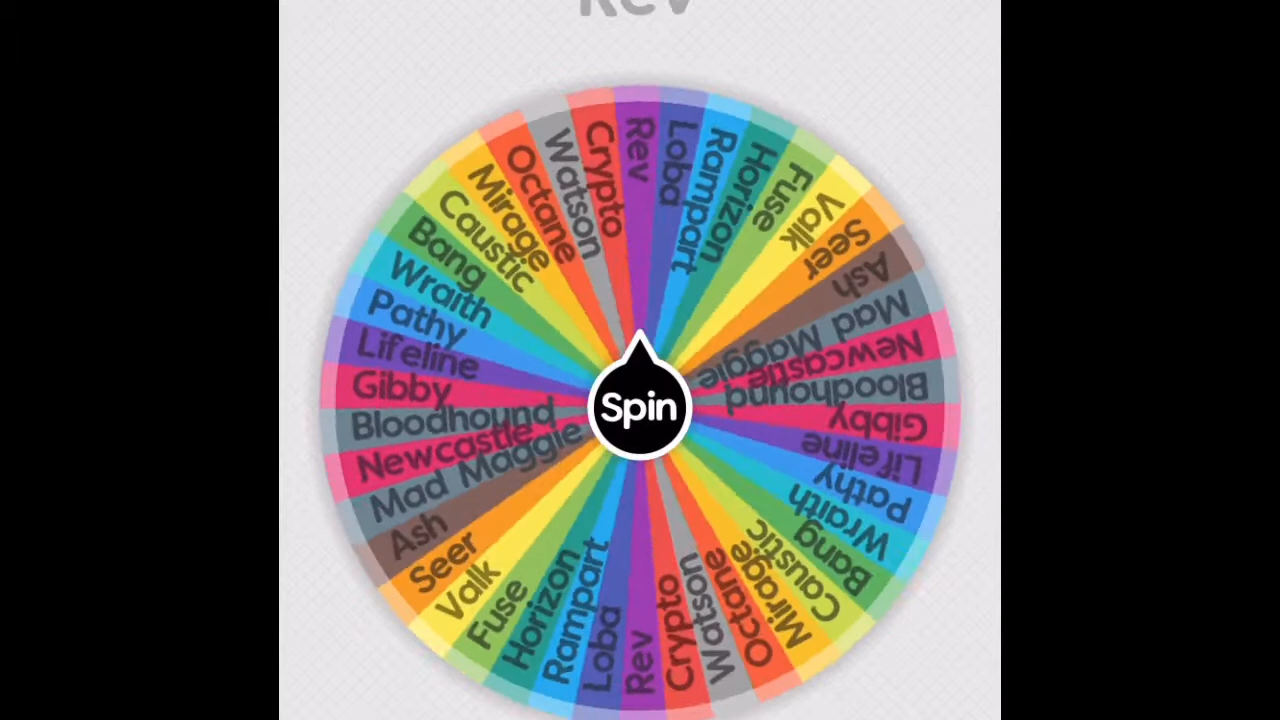 Rev
Rev
Loba
Rampart
Horizon
Fuse
Valk
Seer
Ash
Mad Maggie
Newcastle
Bloodhound
Gibby
Lifeline
Pathy
Wraith
Bang
Caustic
Mirage
Octane
Watson
Crypto
Rev
Loba
Rampart
Horizon
Fuse
Valk
Seer
Ash
Mad Maggie
Newcastle
Bloodhound
Gibby
Lifeline
Pathy
Wraith
Bang
Caustic
Mirage
Octane
Watson
Crypto
Spin